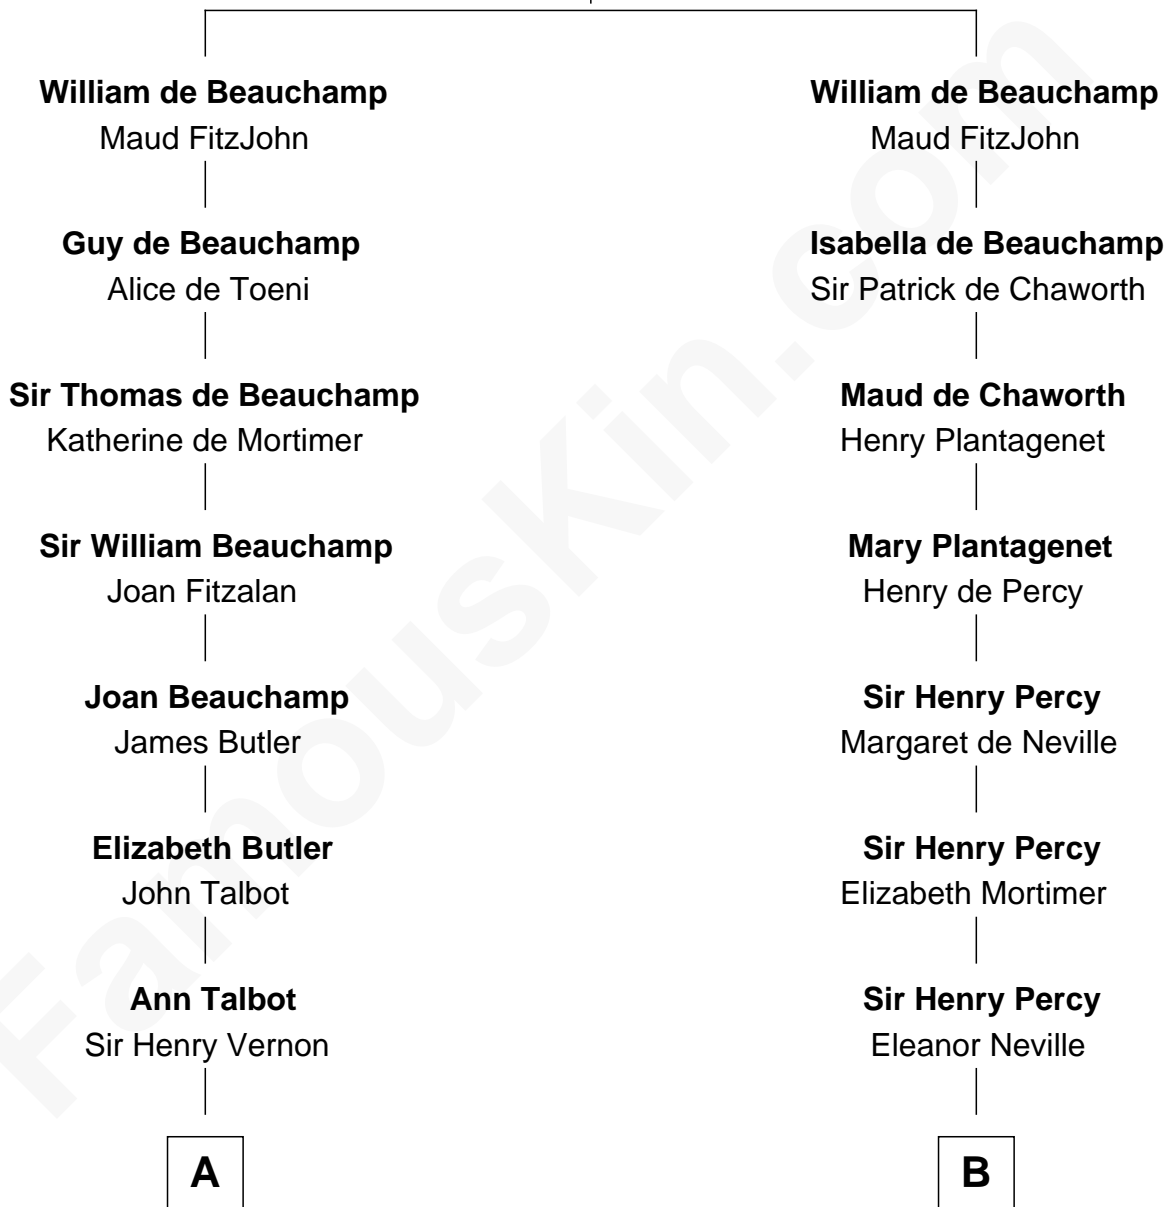 William de Beauchamp
Maud FitzJohn
Guy de Beauchamp
Alice de Toeni
Sir Thomas de Beauchamp
Katherine de Mortimer
Sir William Beauchamp
Joan Fitzalan
Joan Beauchamp
James Butler
Elizabeth Butler
John Talbot
Ann Talbot
Sir Henry Vernon
A
William de Beauchamp
Maud FitzJohn
Isabella de Beauchamp
Sir Patrick de Chaworth
Maud de Chaworth
Henry Plantagenet
Mary Plantagenet
Henry de Percy
Sir Henry Percy
Margaret de Neville
Sir Henry Percy
Elizabeth Mortimer
Sir Henry Percy
Eleanor Neville
B
FamousKin.com